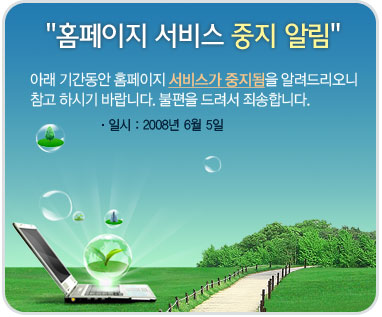 "홈페이지 서비스 중지 알림"
아래 기간동안 홈페이지 서비스가 중지됨을 알려드리오니
참고 하시기 바랍니다. 불편을 드려서 죄송합니다.
· 일시 : 2008년 6월 5일